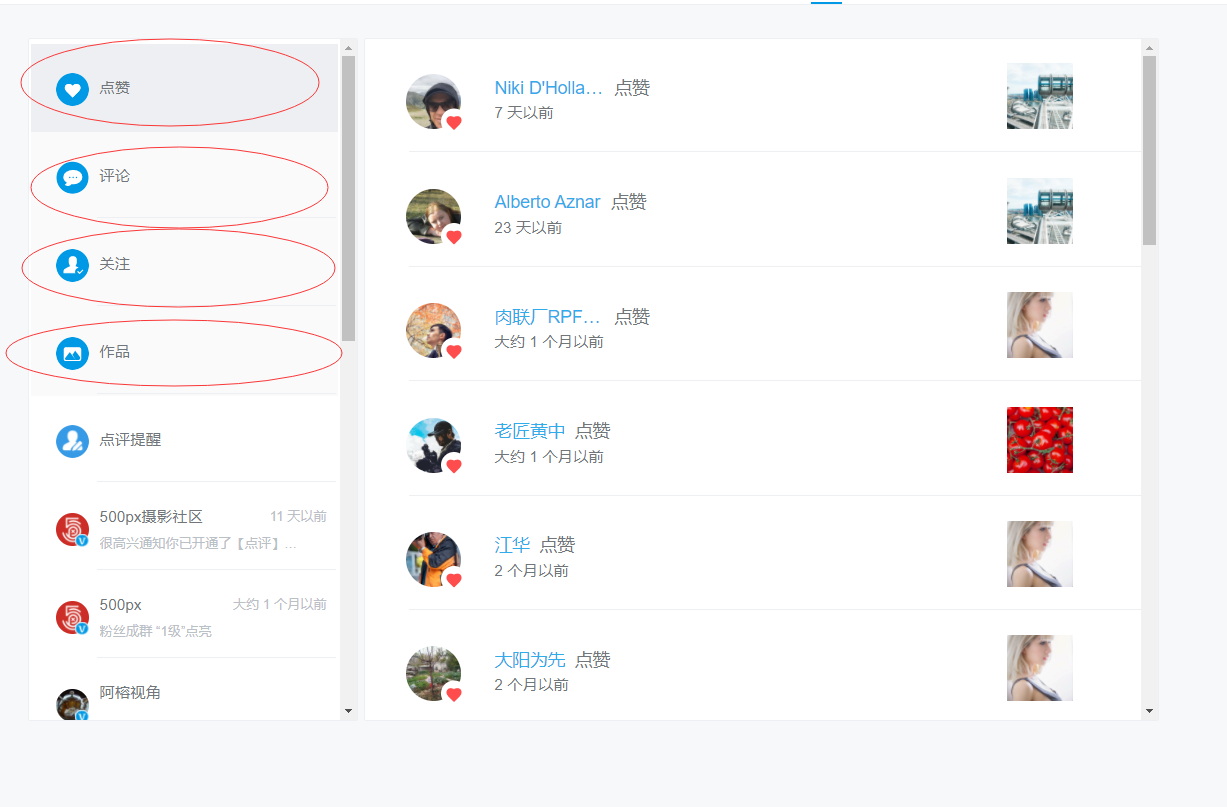 点赞
评论
关注
作品
点评提醒
500px摄影社区 11 天以前
很高兴通知你已开通了【点评】...
500px 大约 1 个月以前
粉丝成群 “1级”点亮
阿榕视角
Niki D'Holla... 点赞
7 天以前
Alberto Aznar 点赞
23 天以前
肉联厂RPF... 点赞
大约 1 个月以前
老匠黄中 点赞
大约 1 个月以前
江华 点赞
2 个月以前
大阳为先 点赞
2 个月以前